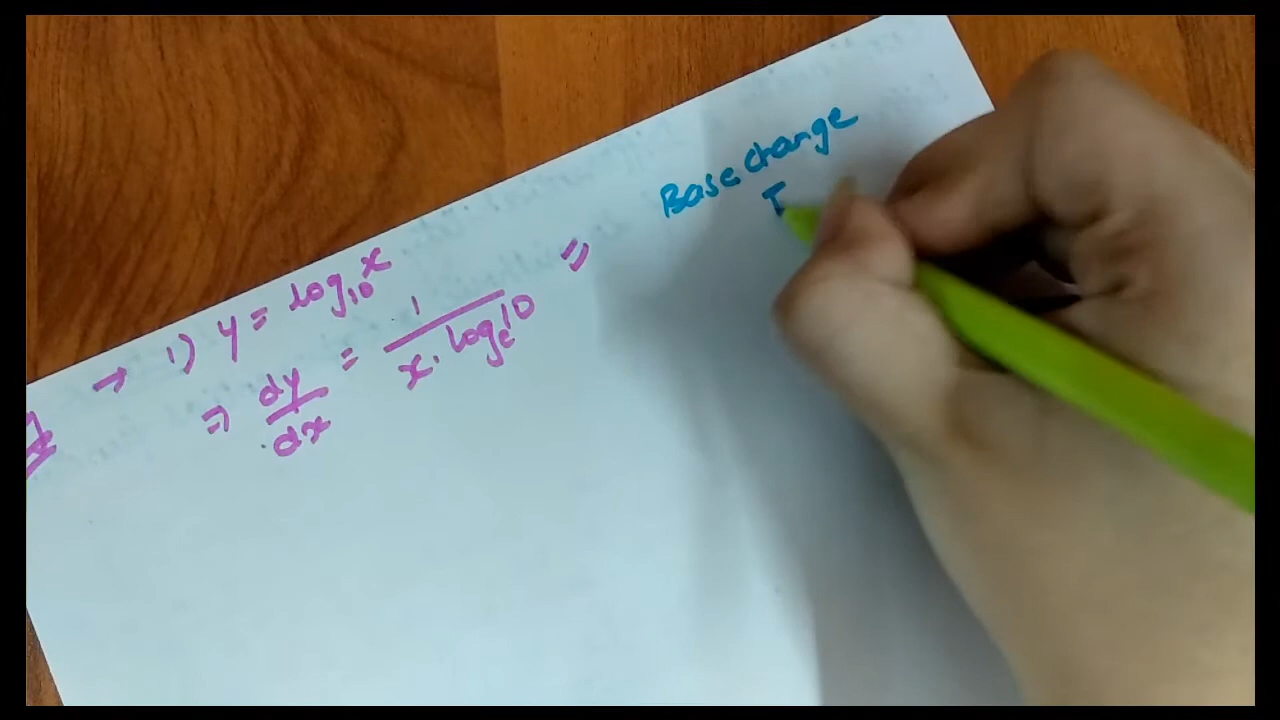 Base change
→ 1) y = log₁₀x ⇒
⇒ dy/dx = 1/(x · logₑ10)